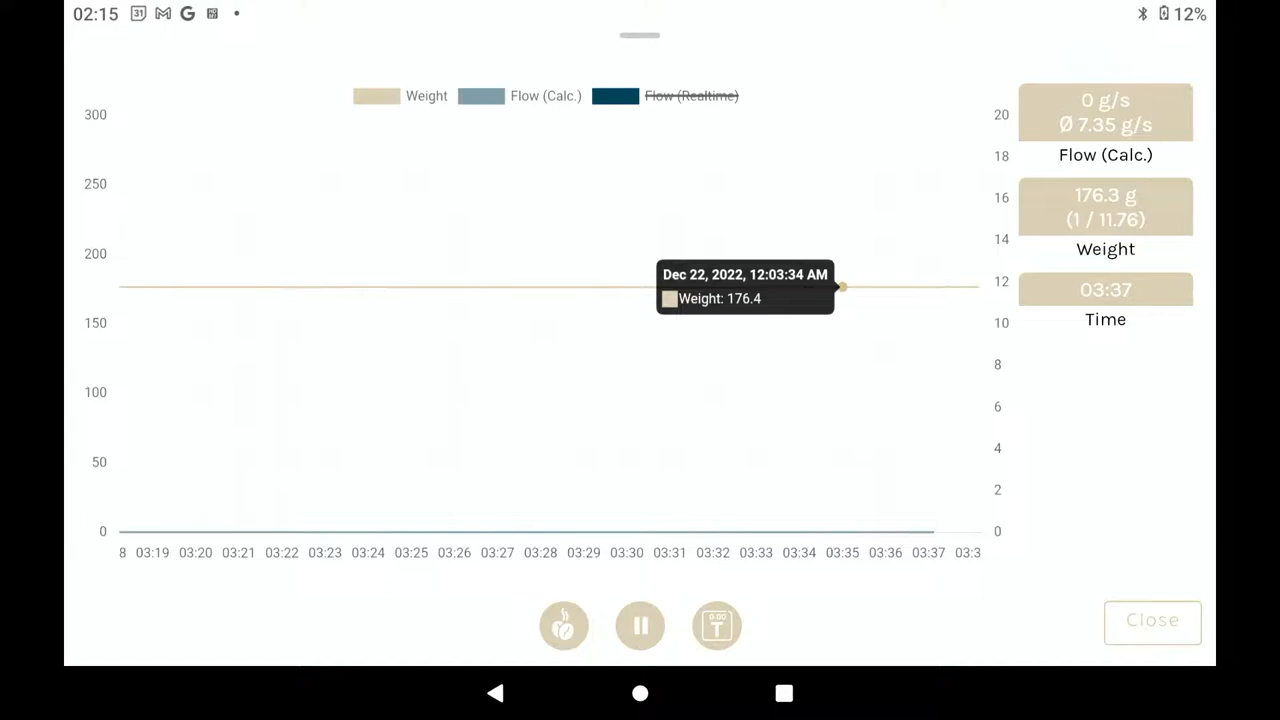 02:15 31 12%
Weight Flow (Calc.) Flow (Realtime)
300
250
200
150
100
50
0
20
18
16
14
12
10
8
6
4
2
0
Dec 22, 2022, 12:03:34 AM
Weight: 176.4
8 03:19 03:20 03:21 03:22 03:23 03:24 03:25 03:26 03:27 03:28 03:29 03:30 03:31 03:32 03:33 03:34 03:35 03:36 03:37 03:3
0 g/s
Ø 7.35 g/s
Flow (Calc.)
176.3 g
(1 / 11.76)
Weight
03:37
Time
0.00
T
Close